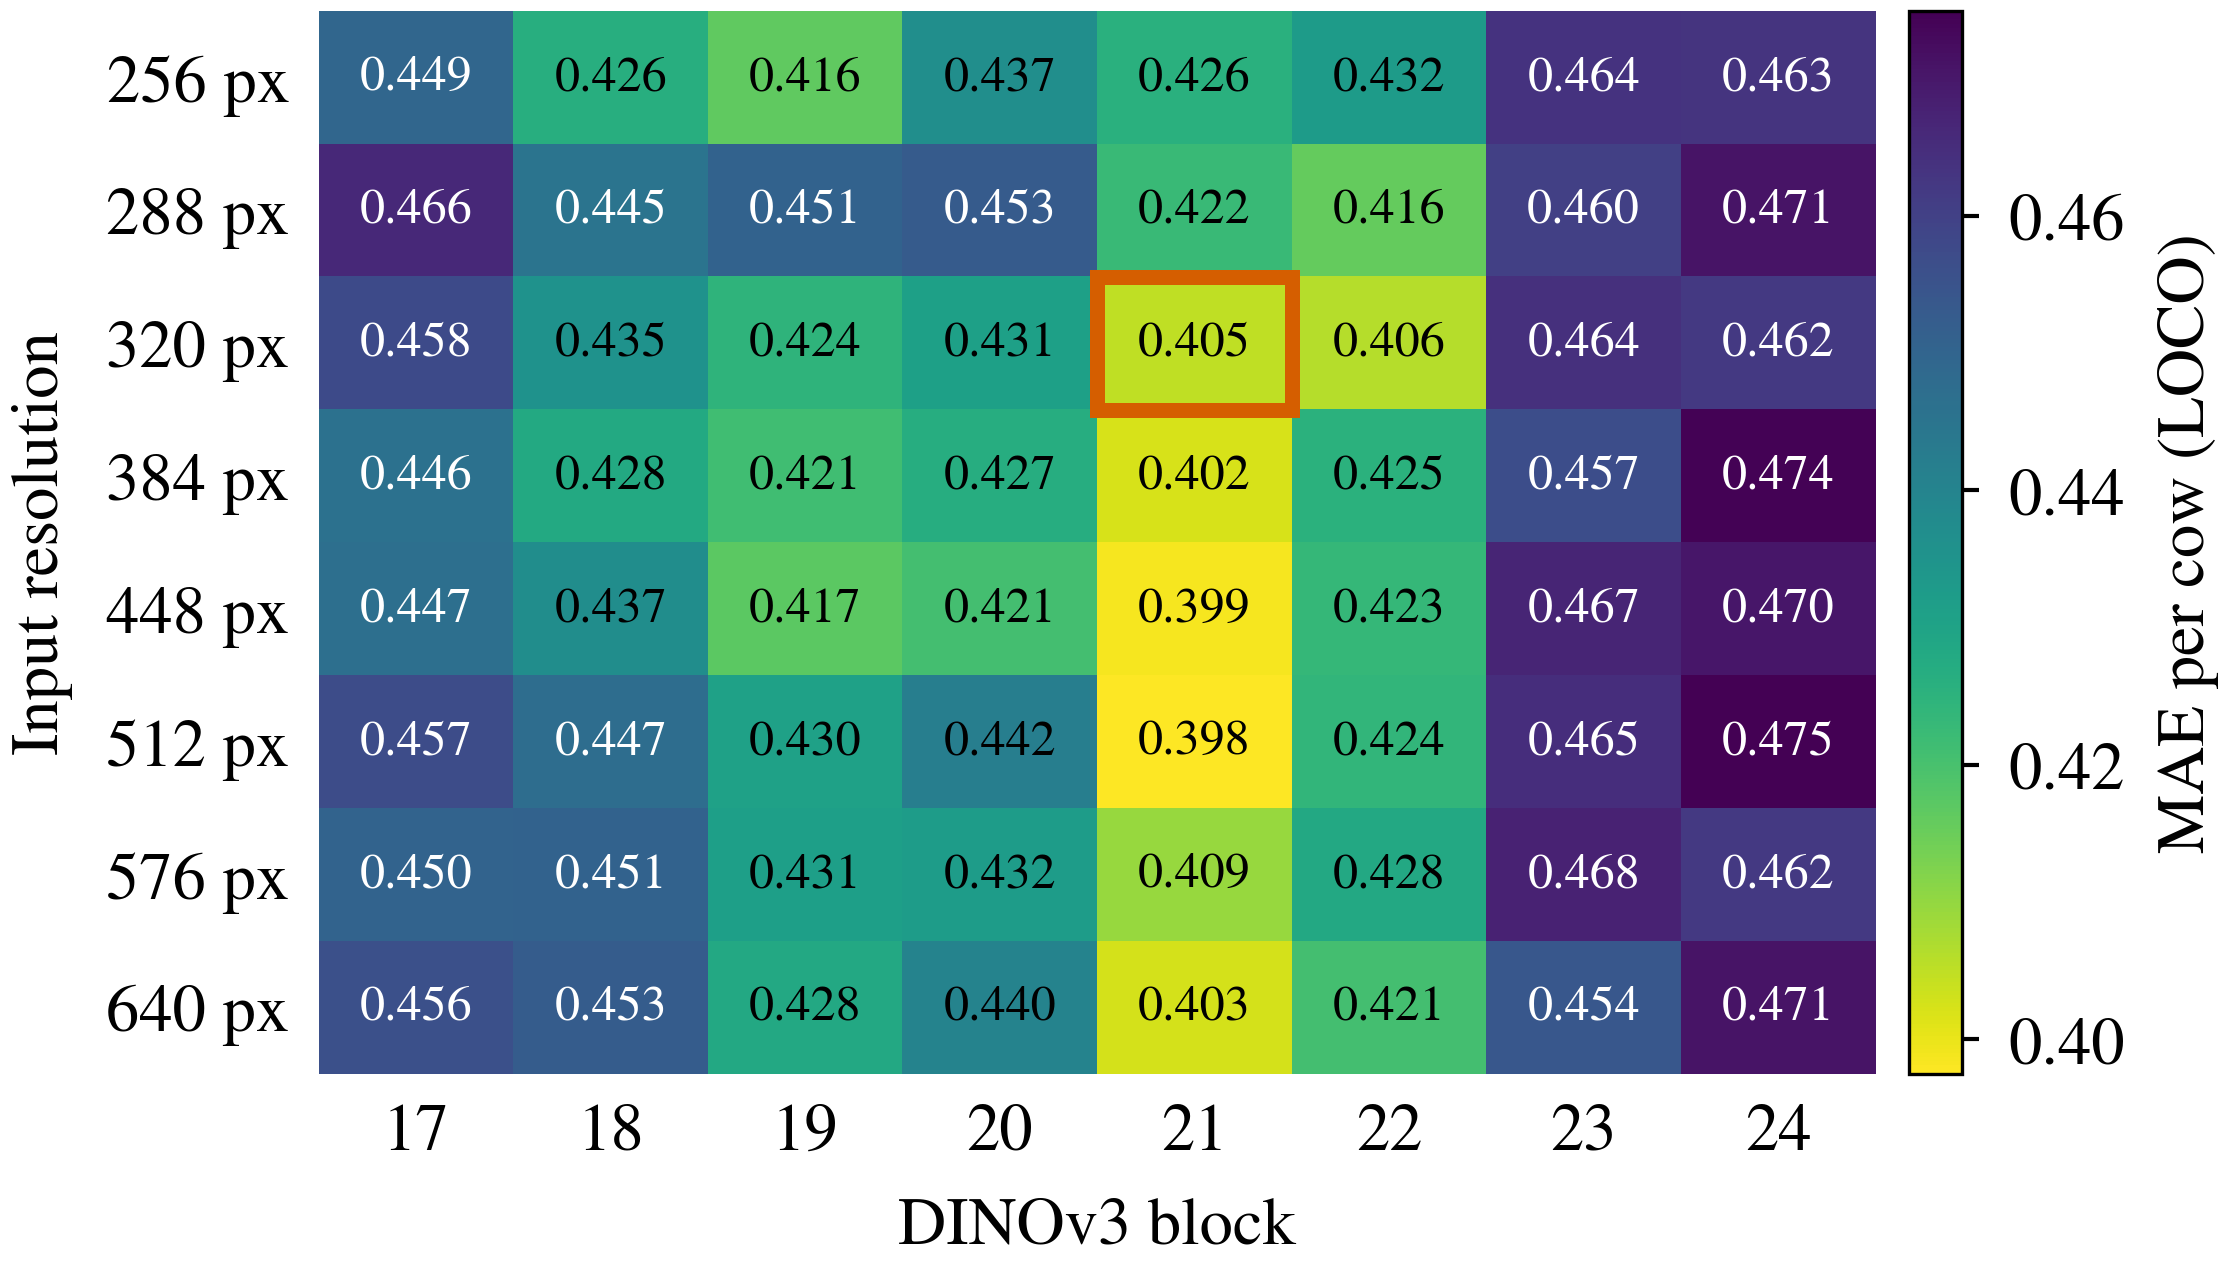 256 px 0.449 0.426 0.416 0.437 0.426 0.432 0.464 0.463
288 px 0.466 0.445 0.451 0.453 0.422 0.416 0.460 0.471
320 px 0.458 0.435 0.424 0.431 0.405 0.406 0.464 0.462
384 px 0.446 0.428 0.421 0.427 0.402 0.425 0.457 0.474
448 px 0.447 0.437 0.417 0.421 0.399 0.423 0.467 0.470
512 px 0.457 0.447 0.430 0.442 0.398 0.424 0.465 0.475
576 px 0.450 0.451 0.431 0.432 0.409 0.428 0.468 0.462
640 px 0.456 0.453 0.428 0.440 0.403 0.421 0.454 0.471
17 18 19 20 21 22 23 24
DINOv3 block
Input resolution
0.46
0.44
0.42
0.40
MAE per cow (LOCO)